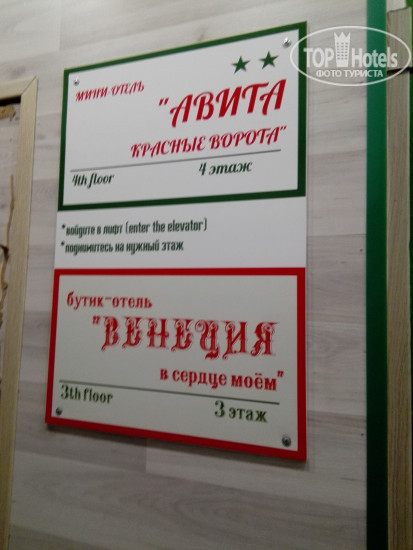 TOP Hotels
ФОТО ТУРИСТА
МИНИ-ОТЕЛЬ
"АВИТА
КРАСНЫЕ ВОРОТА"
4th floor 4 этаж
*войдите в лифт (enter the elevator)
*поднимитесь на нужный этаж
бутик-отель
"ВЕНЕЦИЯ
в сердце моём"
3th floor 3 этаж